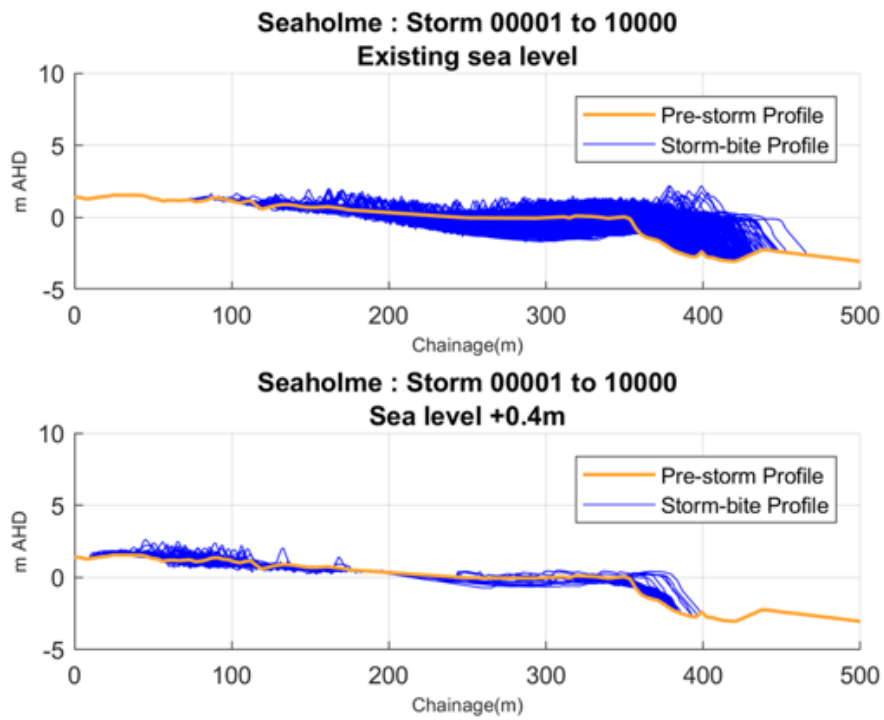 Seaholme : Storm 00001 to 10000
Existing sea level
10
5
0
-5
m AHD
Pre-storm Profile
Storm-bite Profile
0 100 200 300 400 500
Chainage(m)
Seaholme : Storm 00001 to 10000
Sea level +0.4m
10
5
0
-5
m AHD
Pre-storm Profile
Storm-bite Profile
0 100 200 300 400 500
Chainage(m)